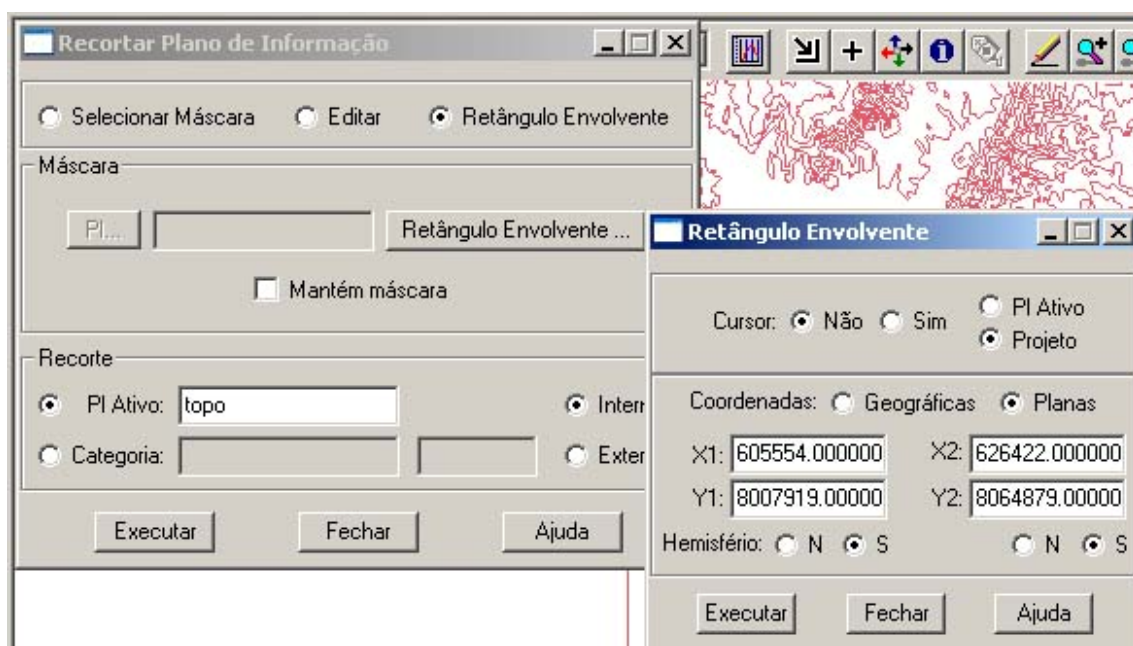 Recortar Plano de Informação
Selecionar Máscara Editar Retângulo Envolvente
Máscara
PI... Retângulo Envolvente ...
Mantém máscara
Recorte
PI Ativo: topo Intern
Categoria: Exter
Executar Fechar Ajuda
Retângulo Envolvente
Cursor: Não Sim PI Ativo
Projeto
Coordenadas: Geográficas Planas
X1: 605554.000000 X2: 626422.000000
Y1: 8007919.00000 Y2: 8064879.00000
Hemisfério: N S N S
Executar Fechar Ajuda